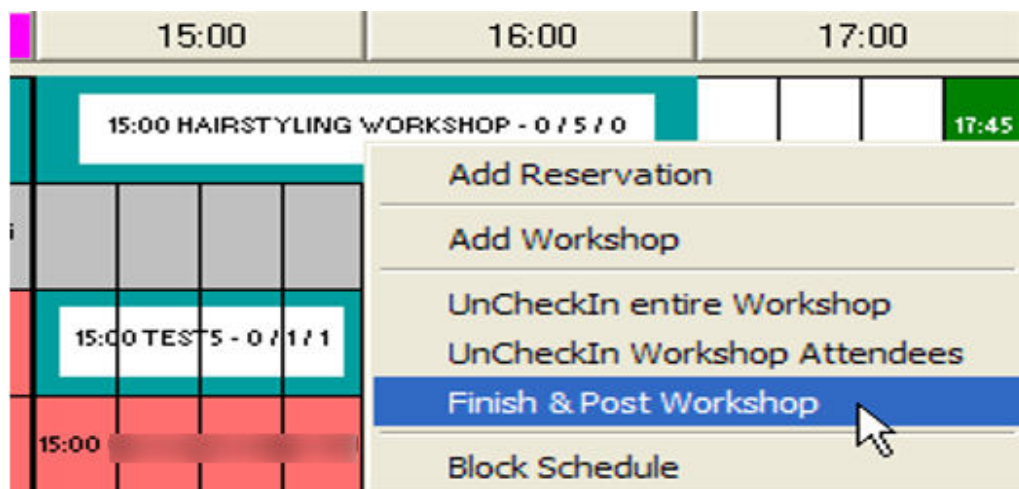 15:00 16:00 17:00
15:00 HAIRSTYLING WORKSHOP - 0 / 5 / 0
17:45
Add Reservation
Add Workshop
UnCheckIn entire Workshop
15:00 TESTS - 0 / 1 / 1
UnCheckIn Workshop Attendees
Finish & Post Workshop
15:00
Block Schedule